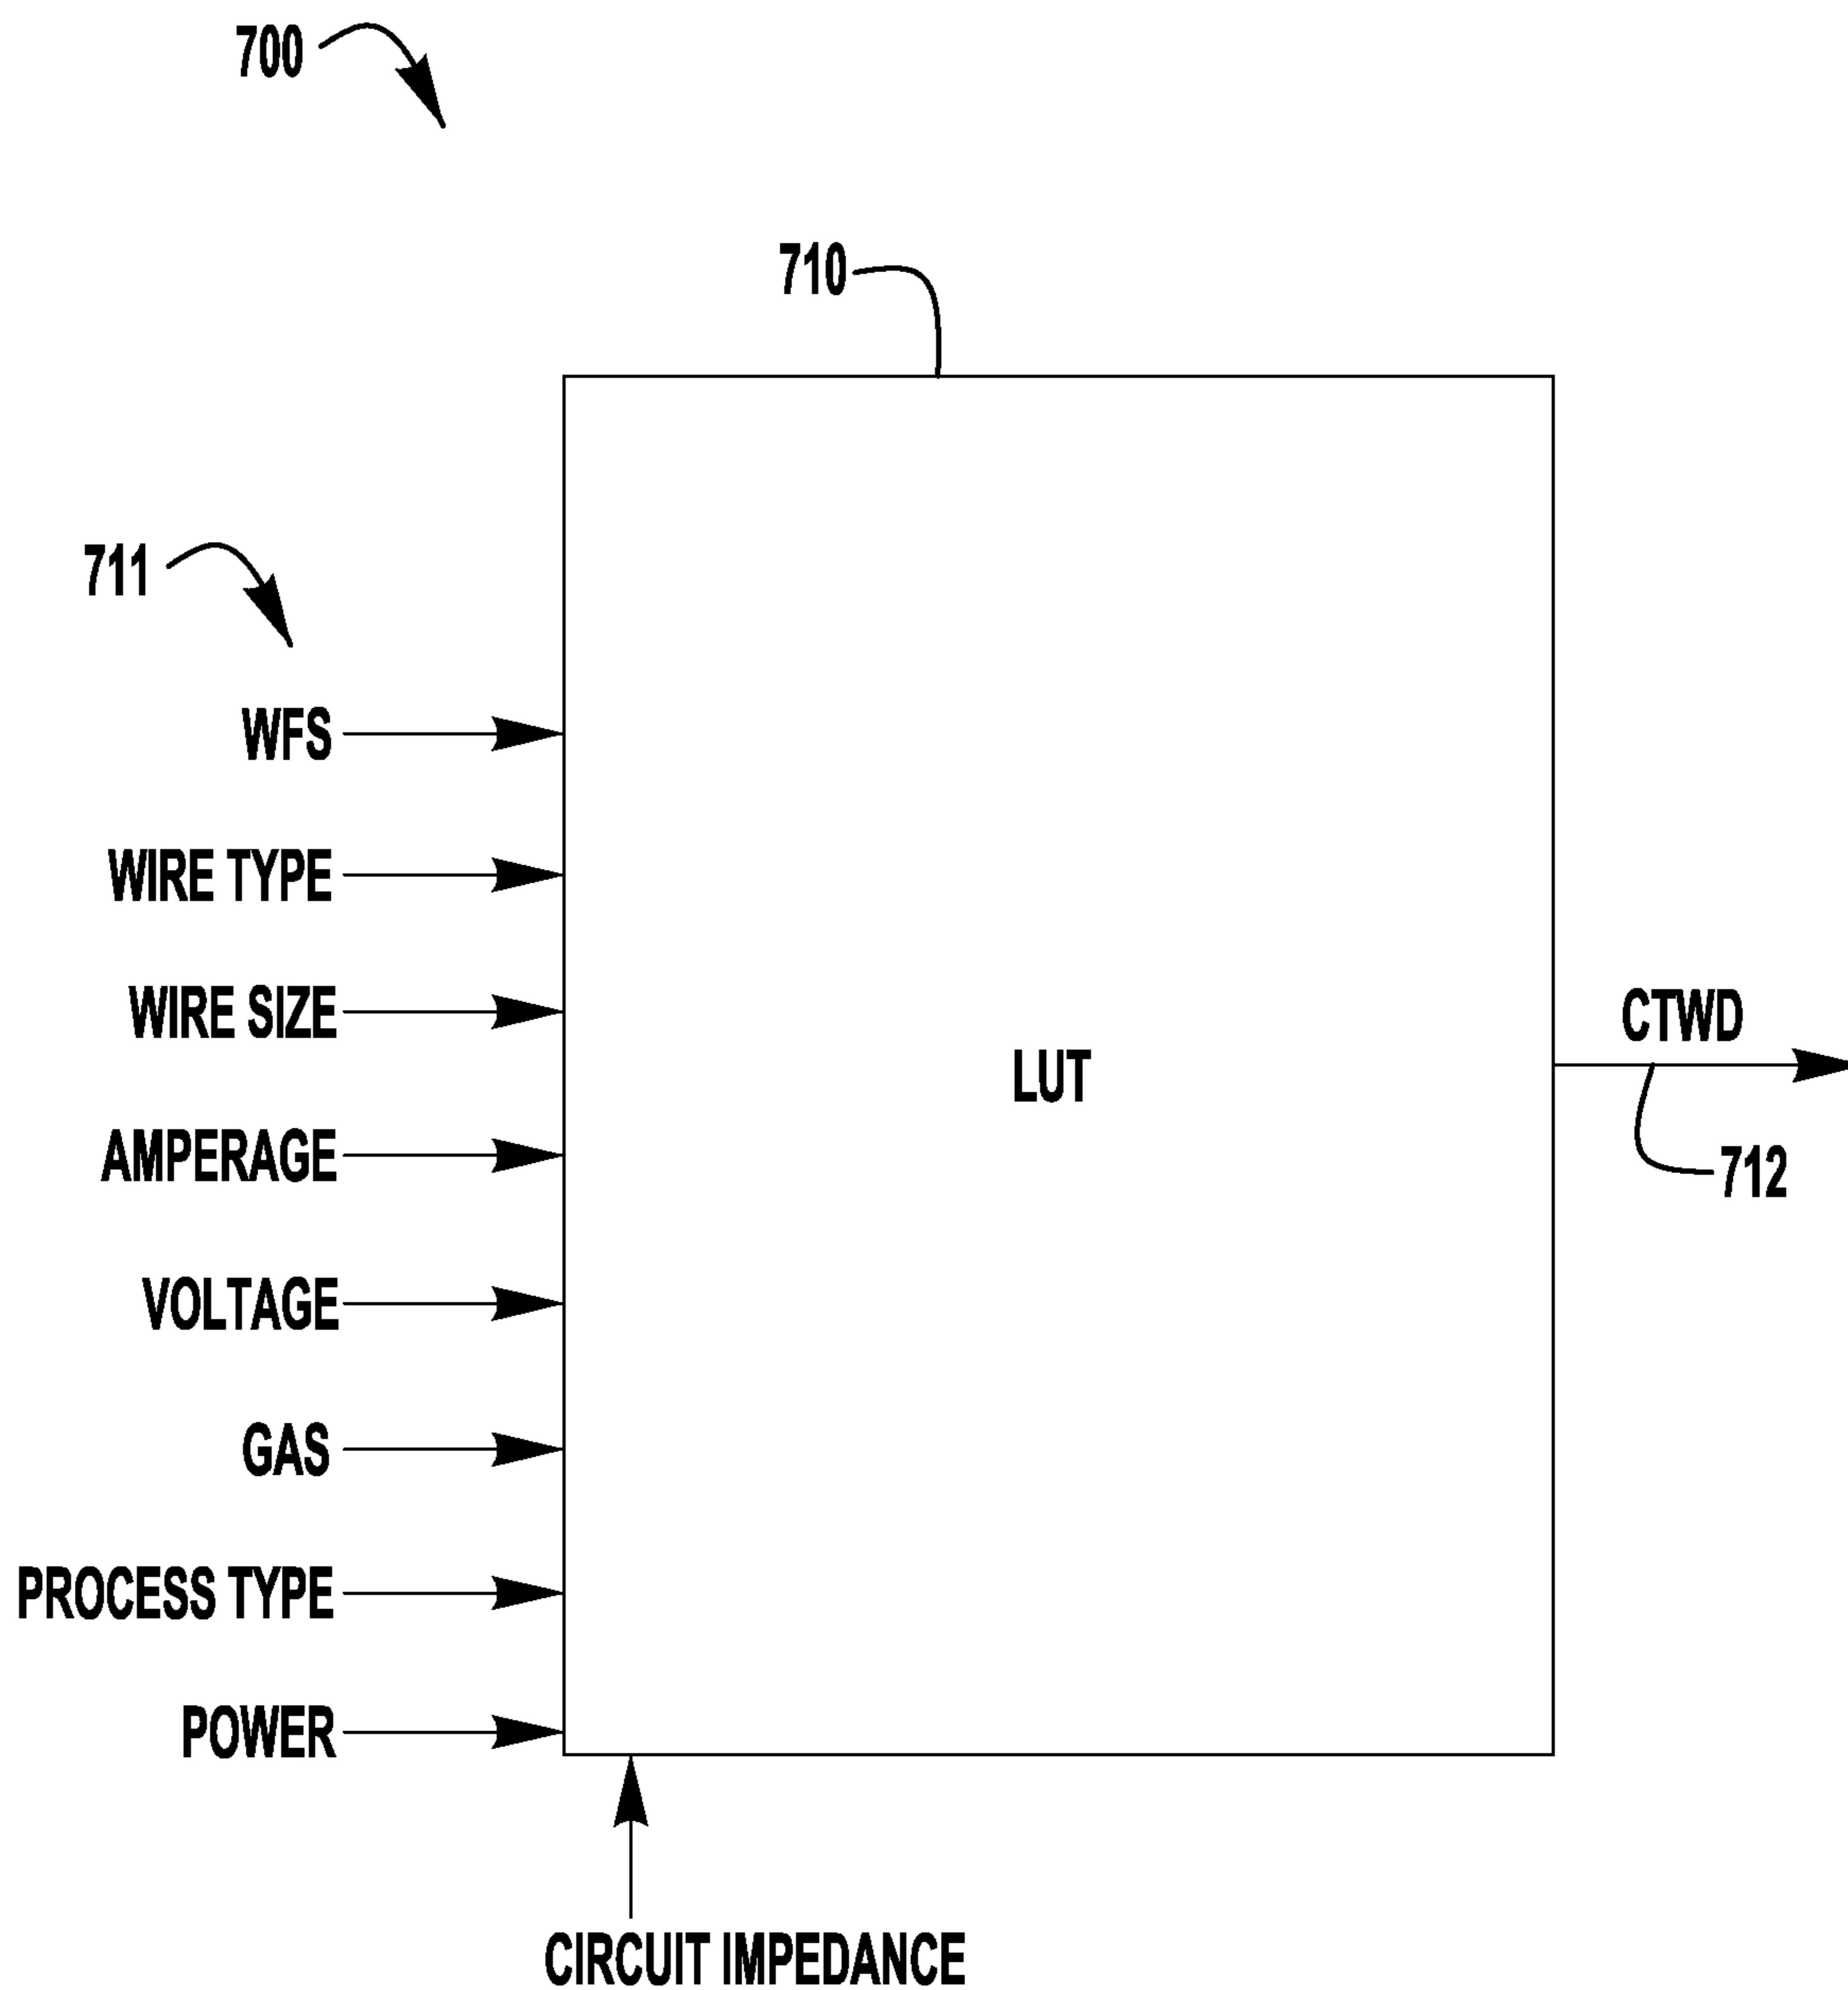 700
710
711
WFS
WIRE TYPE
WIRE SIZE
CTWD
LUT
AMPERAGE
712
VOLTAGE
GAS
PROCESS TYPE
POWER
CIRCUIT IMPEDANCE